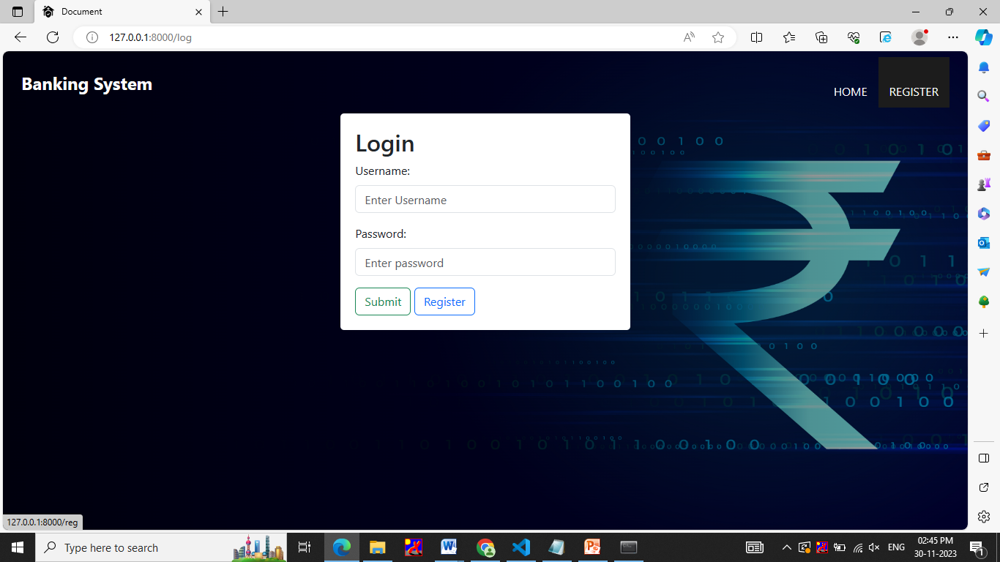 Document
127.0.0.1:8000/log
Banking System
HOME
REGISTER
Login
Username:
Enter Username
Password:
Enter password
Submit
Register
127.0.0.1:8000/reg
Type here to search
ENG
02:45 PM
30-11-2023
1